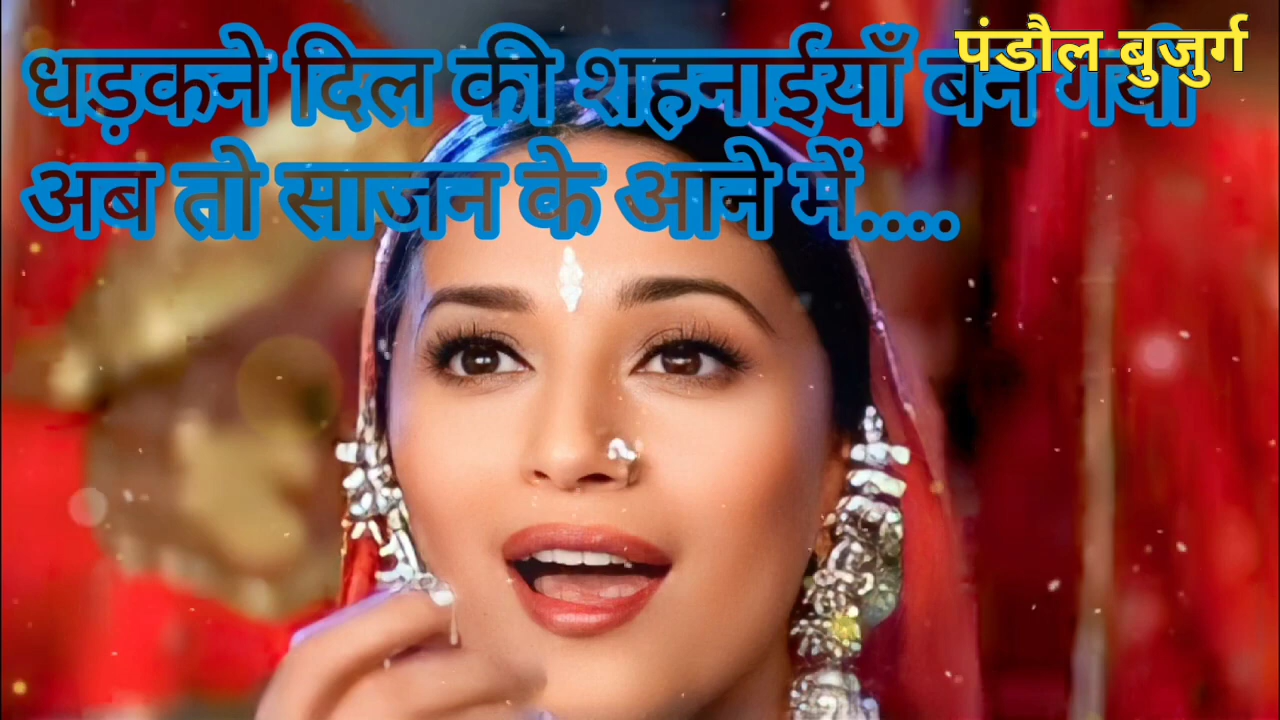 पंडौल बुजुर्ग
धड़कने दिल की शहनाईयाँ बन गयी
अब तो साजन के आने में....